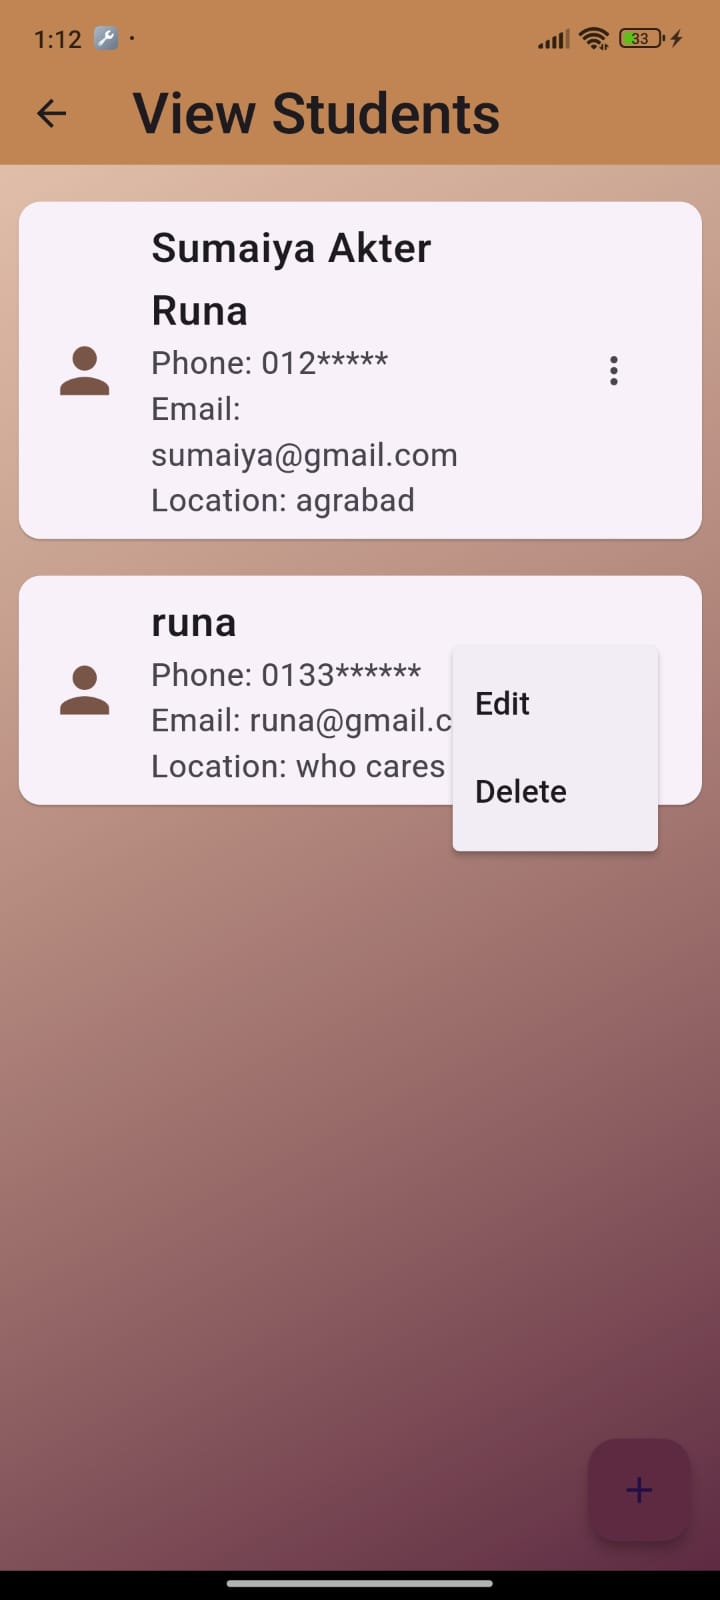 1:12
33
View Students
Sumaiya Akter
Runa
Phone: 012*****
Email:
sumaiya@gmail.com
Location: agrabad
runa
Phone: 0133******
Email: runa@gmail.c
Location: who cares
Edit
Delete